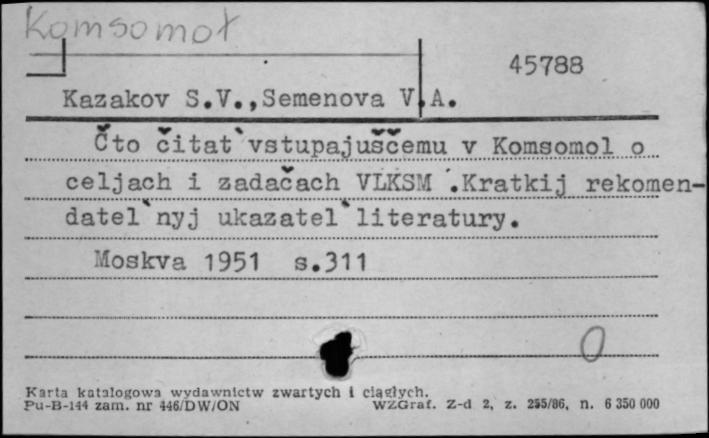 Komsomoł
45788
Kazakov S.V.,Semenova V.A.
Čto čitat`vstupajuščemu v Komsomol o
celjach i zadačach VLKSM .Kratkij rekomen-
datel`nyj ukazatel`literatury.
Moskva 1951 s.311
0
Karta katalogowa wydawnictw zwartych i ciągłych.
Pu-B-144 zam. nr 446/DW/ON WZGraf. Z-d 2, z. 255/86, n. 6 350 000